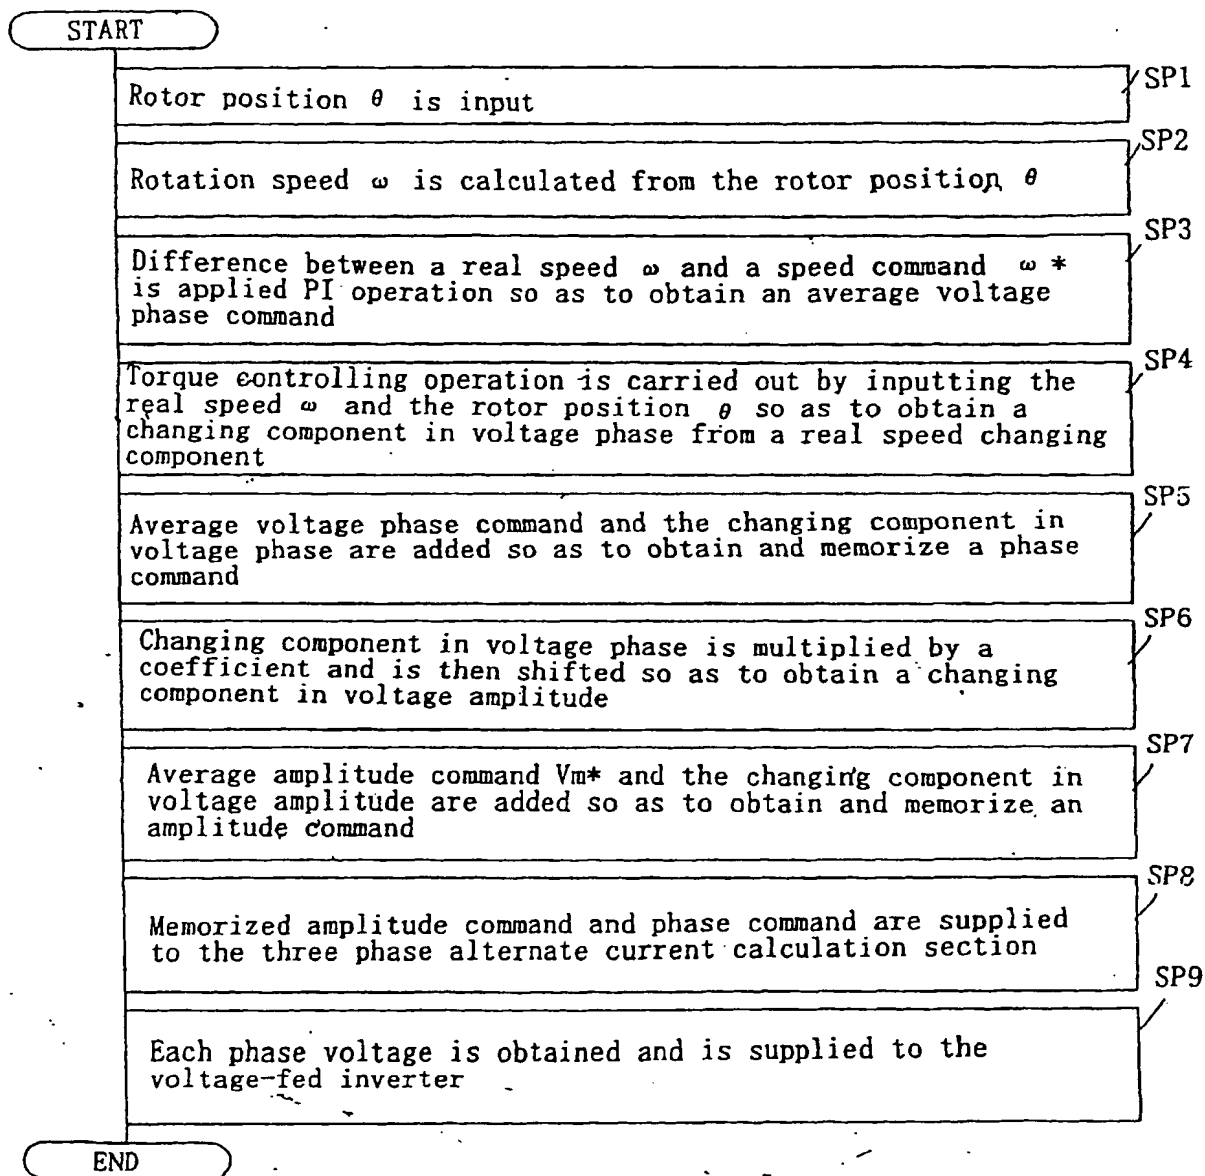 START
SP1
Rotor position θ is input
SP2
Rotation speed ω is calculated from the rotor position θ
SP3
Difference between a real speed ω and a speed command ω *
is applied PI operation so as to obtain an average voltage
phase command
SP4
Torque controlling operation is carried out by inputting the
real speed ω and the rotor position θ so as to obtain a
changing component in voltage phase from a real speed changing
component
SP5
Average voltage phase command and the changing component in
voltage phase are added so as to obtain and memorize a phase
command
SP6
Changing component in voltage phase is multiplied by a
coefficient and is then shifted so as to obtain a changing
component in voltage amplitude
SP7
Average amplitude command Vm* and the changing component in
voltage amplitude are added so as to obtain and memorize an
amplitude command
SP8
Memorized amplitude command and phase command are supplied
to the three phase alternate current calculation section
SP9
Each phase voltage is obtained and is supplied to the
voltage-fed inverter
END